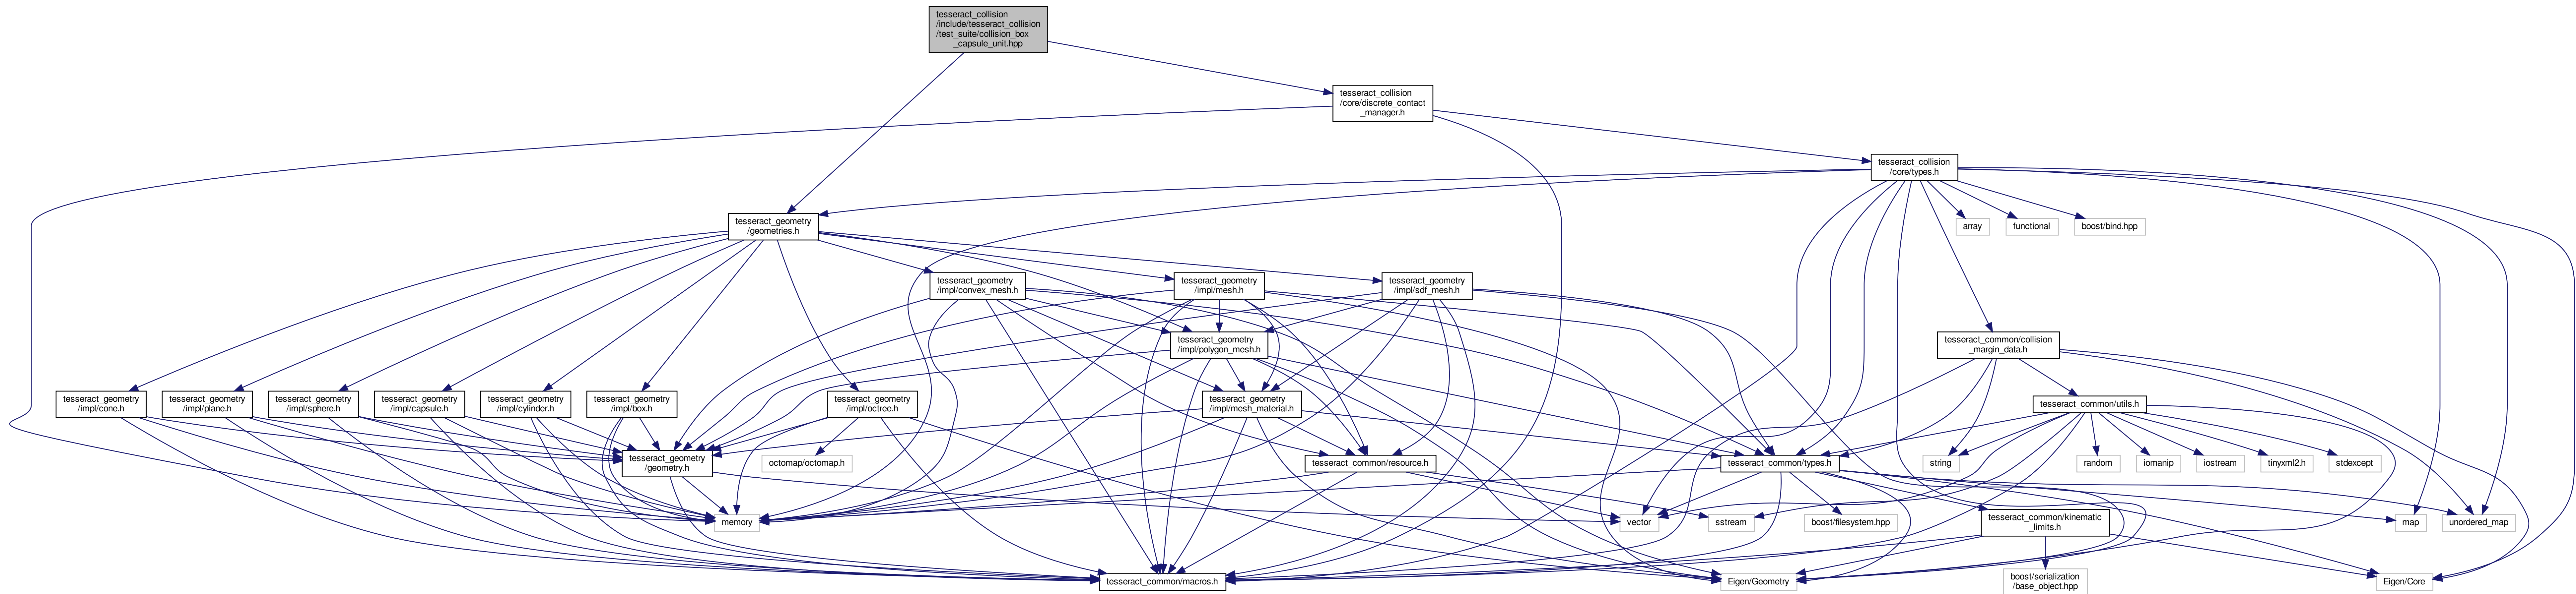 tesseract_collision
/include/tesseract_collision
/test_suite/collision_box
_capsule_unit.hpp
tesseract_collision
/core/discrete_contact
_manager.h
tesseract_collision
/core/types.h
tesseract_geometry
/geometries.h
array
functional
boost/bind.hpp
tesseract_geometry
/impl/convex_mesh.h
tesseract_geometry
/impl/mesh.h
tesseract_geometry
/impl/sdf_mesh.h
tesseract_geometry
/impl/polygon_mesh.h
tesseract_common/collision
_margin_data.h
tesseract_geometry
/impl/cone.h
tesseract_geometry
/impl/plane.h
tesseract_geometry
/impl/sphere.h
tesseract_geometry
/impl/capsule.h
tesseract_geometry
/impl/cylinder.h
tesseract_geometry
/impl/box.h
tesseract_geometry
/impl/octree.h
tesseract_geometry
/impl/mesh_material.h
tesseract_common/utils.h
tesseract_geometry
/geometry.h
octomap/octomap.h
tesseract_common/resource.h
tesseract_common/types.h
string
random
iomanip
iostream
tinyxml2.h
stdexcept
memory
vector
sstream
boost/filesystem.hpp
tesseract_common/kinematic
_limits.h
map
unordered_map
tesseract_common/macros.h
Eigen/Geometry
boost/serialization
/base_object.hpp
Eigen/Core